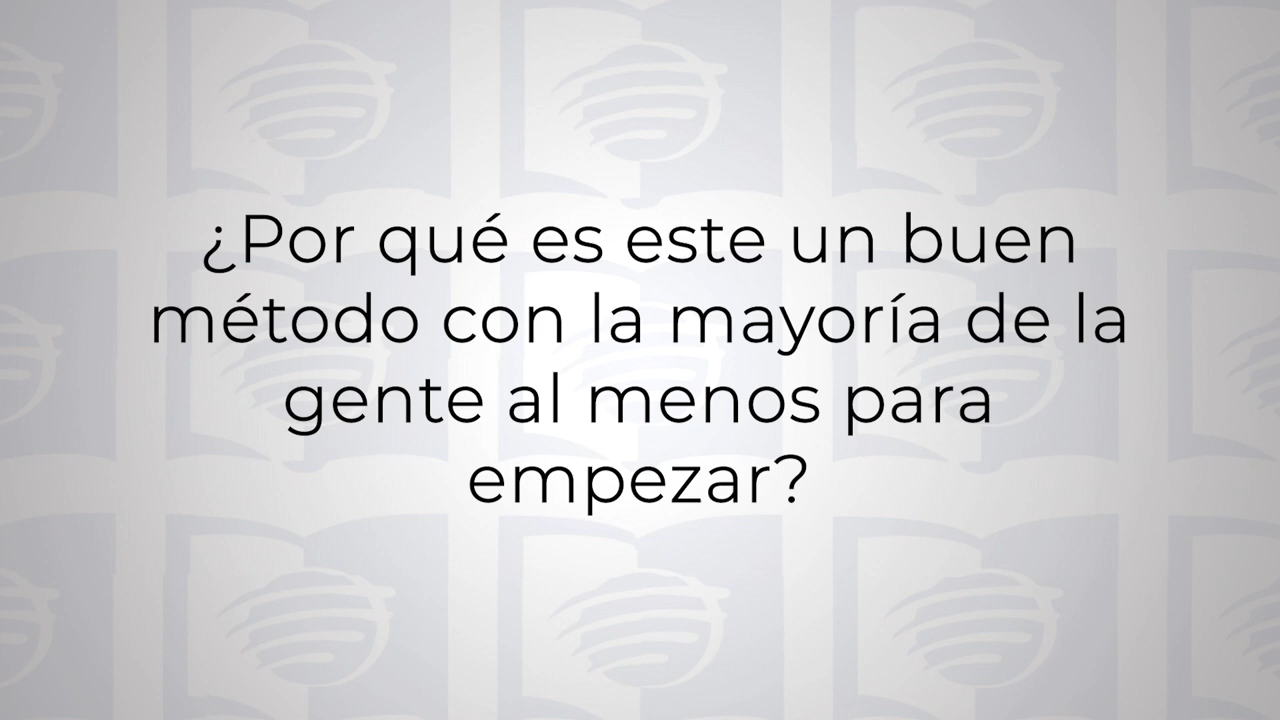 ¿Por qué es este un buen
método con la mayoría de la
gente al menos para
empezar?